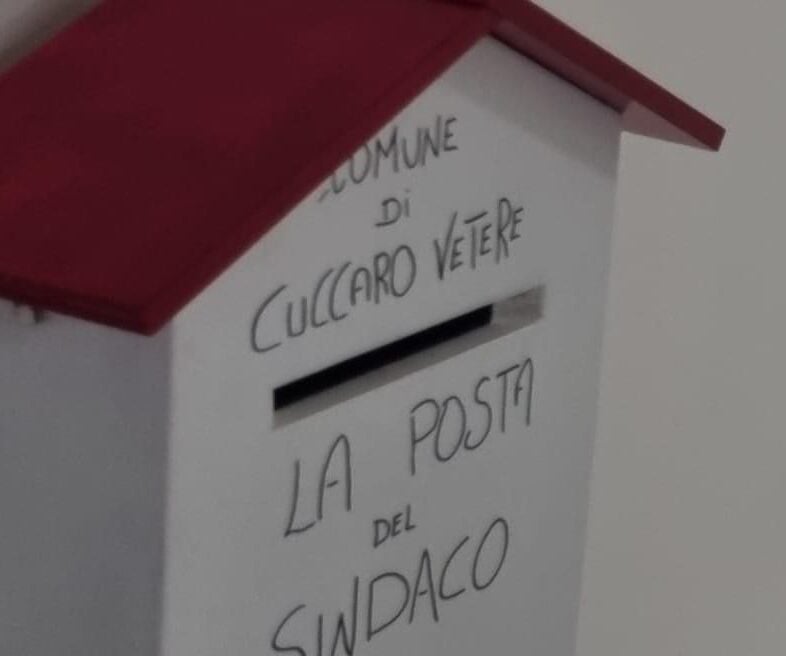 COMUNE
Di
CUCCARO VETERE
LA POSTA
DEL
SINDACO